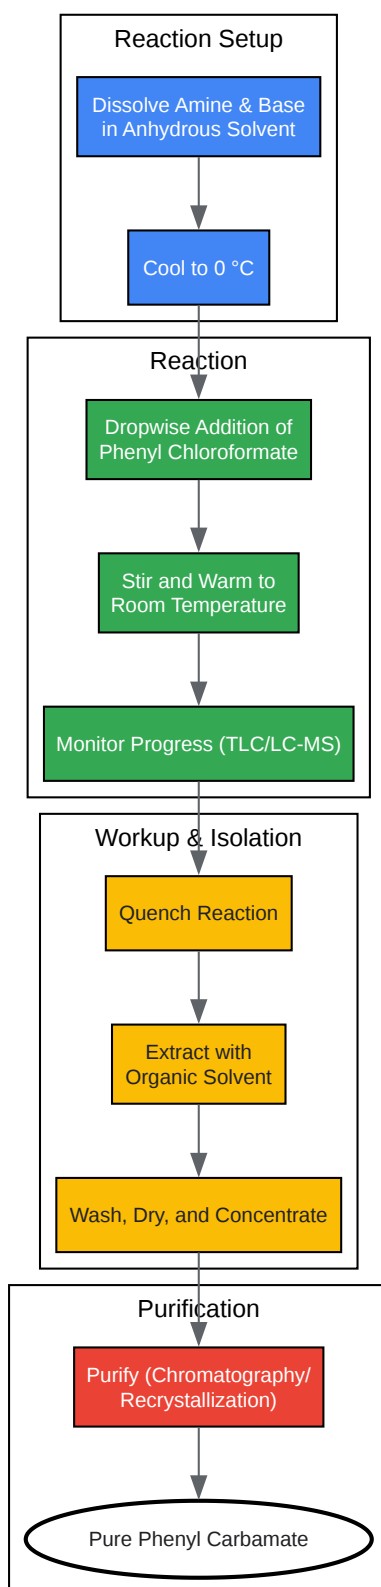 Reaction Setup
Dissolve Amine & Base
in Anhydrous Solvent
Cool to 0 °C
Reaction
Dropwise Addition of
Phenyl Chloroformate
Stir and Warm to
Room Temperature
Monitor Progress (TLC/LC-MS)
Workup & Isolation
Quench Reaction
Extract with
Organic Solvent
Wash, Dry, and Concentrate
Purification
Purify (Chromatography/
Recrystallization)
Pure Phenyl Carbamate